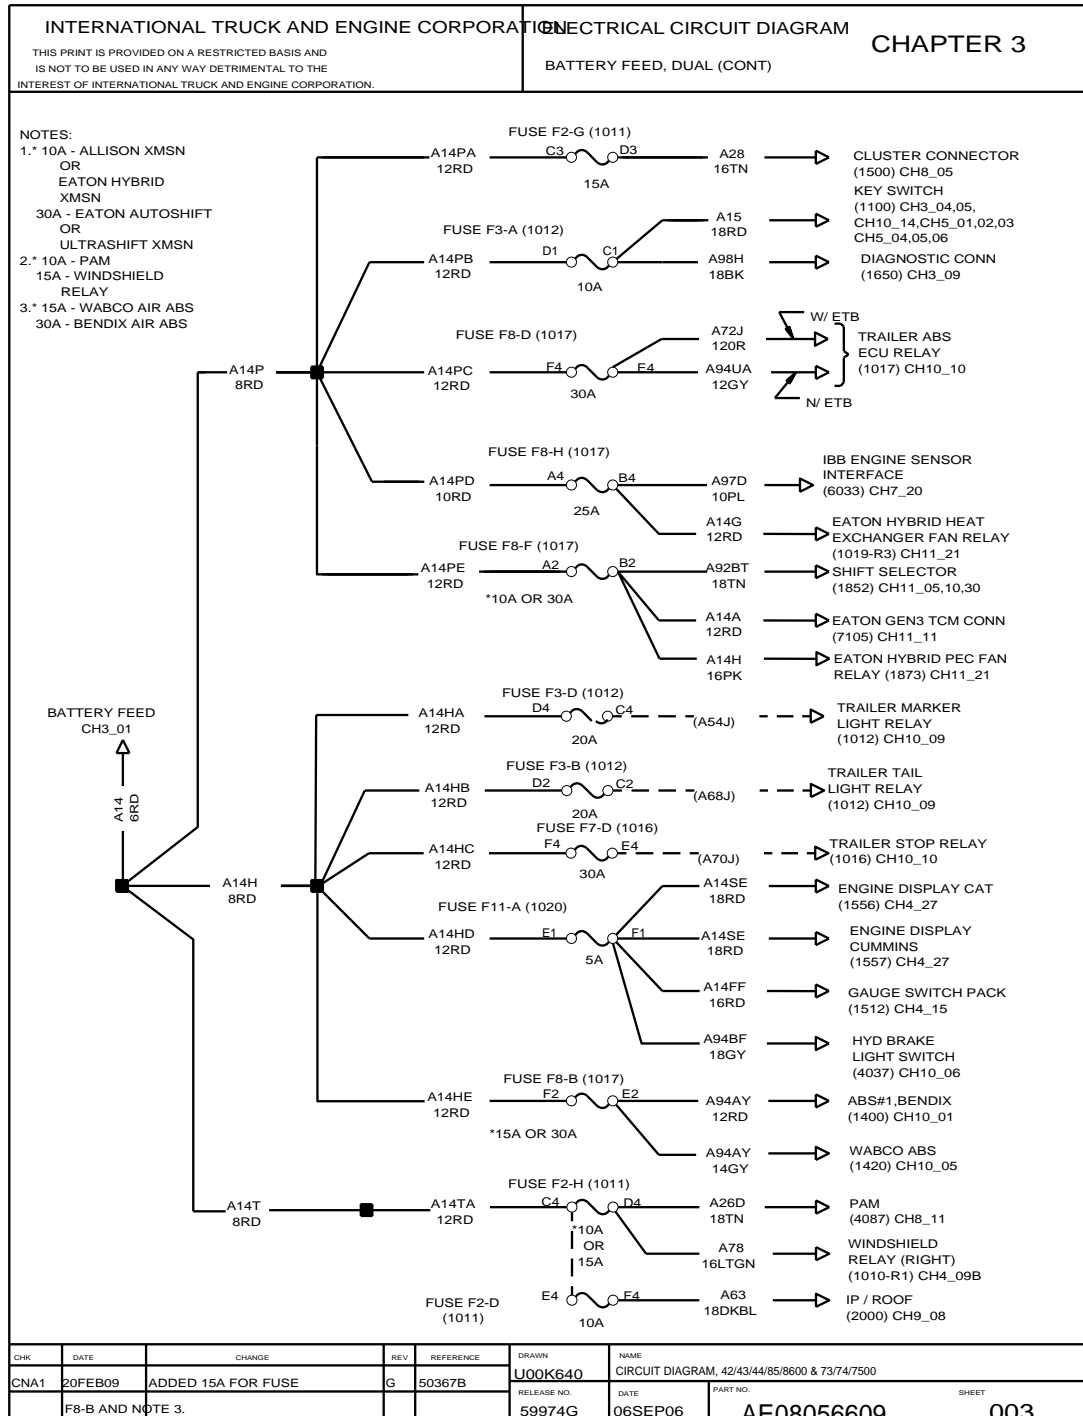 INTERNATIONAL TRUCK AND ENGINE CORPORATION
ELECTRICAL CIRCUIT DIAGRAM
CHAPTER 3
THIS PRINT IS PROVIDED ON A RESTRICTED BASIS AND
IS NOT TO BE USED IN ANY WAY DETRIMENTAL TO THE
INTEREST OF INTERNATIONAL TRUCK AND ENGINE CORPORATION.
BATTERY FEED, DUAL (CONT)
NOTES:
1.* 10A - ALLISON XMSN
OR
EATON HYBRID
XMSN
30A - EATON AUTOSHIFT
OR
ULTRASHIFT XMSN
2.* 10A - PAM
15A - WINDSHIELD
RELAY
3.* 15A - WABCO AIR ABS
30A - BENDIX AIR ABS
FUSE F2-G (1011)
A14PA
12RD
C3
D3
15A
A28
16TN
CLUSTER CONNECTOR
(1500) CH8_05
KEY SWITCH
(1100) CH3_04,05,
CH10_14,CH5_01,02,03
CH5_04,05,06
A15
18RD
FUSE F3-A (1012)
A14PB
12RD
D1
C1
10A
A98H
18BK
DIAGNOSTIC CONN
(1650) CH3_09
W/ ETB
FUSE F8-D (1017)
A72J
120R
TRAILER ABS
ECU RELAY
(1017) CH10_10
A14P
8RD
A14PC
12RD
F4
E4
30A
A94UA
12GY
N/ ETB
FUSE F8-H (1017)
A14PD
10RD
A4
B4
25A
A97D
10PL
IBB ENGINE SENSOR
INTERFACE
(6033) CH7_20
A14G
12RD
EATON HYBRID HEAT
EXCHANGER FAN RELAY
(1019-R3) CH11_21
FUSE F8-F (1017)
A14PE
12RD
A2
B2
*10A OR 30A
A92BT
18TN
SHIFT SELECTOR
(1852) CH11_05,10,30
A14A
12RD
EATON GEN3 TCM CONN
(7105) CH11_11
A14H
16PK
EATON HYBRID PEC FAN
RELAY (1873) CH11_21
BATTERY FEED
CH3_01
A14
6RD
FUSE F3-D (1012)
A14HA
12RD
D4
C4
20A
(A54J)
TRAILER MARKER
LIGHT RELAY
(1012) CH10_09
FUSE F3-B (1012)
A14HB
12RD
D2
C2
20A
(A68J)
TRAILER TAIL
LIGHT RELAY
(1012) CH10_09
FUSE F7-D (1016)
A14HC
12RD
F4
E4
30A
(A70J)
TRAILER STOP RELAY
(1016) CH10_10
A14H
8RD
A14SE
18RD
ENGINE DISPLAY CAT
(1556) CH4_27
FUSE F11-A (1020)
A14HD
12RD
E1
F1
5A
A14SE
18RD
ENGINE DISPLAY
CUMMINS
(1557) CH4_27
A14FF
16RD
GAUGE SWITCH PACK
(1512) CH4_15
A94BF
18GY
HYD BRAKE
LIGHT SWITCH
(4037) CH10_06
FUSE F8-B (1017)
A14HE
12RD
F2
E2
*15A OR 30A
A94AY
12RD
ABS#1,BENDIX
(1400) CH10_01
A94AY
14GY
WABCO ABS
(1420) CH10_05
FUSE F2-H (1011)
A14T
8RD
A14TA
12RD
C4
D4
*10A
OR
15A
A26D
18TN
PAM
(4087) CH8_11
A78
16LTGN
WINDSHIELD
RELAY (RIGHT)
(1010-R1) CH4_09B
FUSE F2-D
(1011)
E4
F4
10A
A63
18DKBL
IP / ROOF
(2000) CH9_08
CHK DATE CHANGE REV REFERENCE DRAWN NAME
CNA1 20FEB09 ADDED 15A FOR FUSE G 50367B U00K640 CIRCUIT DIAGRAM, 42/43/44/85/8600 & 73/74/7500
F8-B AND NOTE 3.
RELEASE NO. DATE PART NO. SHEET
59974G 06SEP06 AE08056609 003